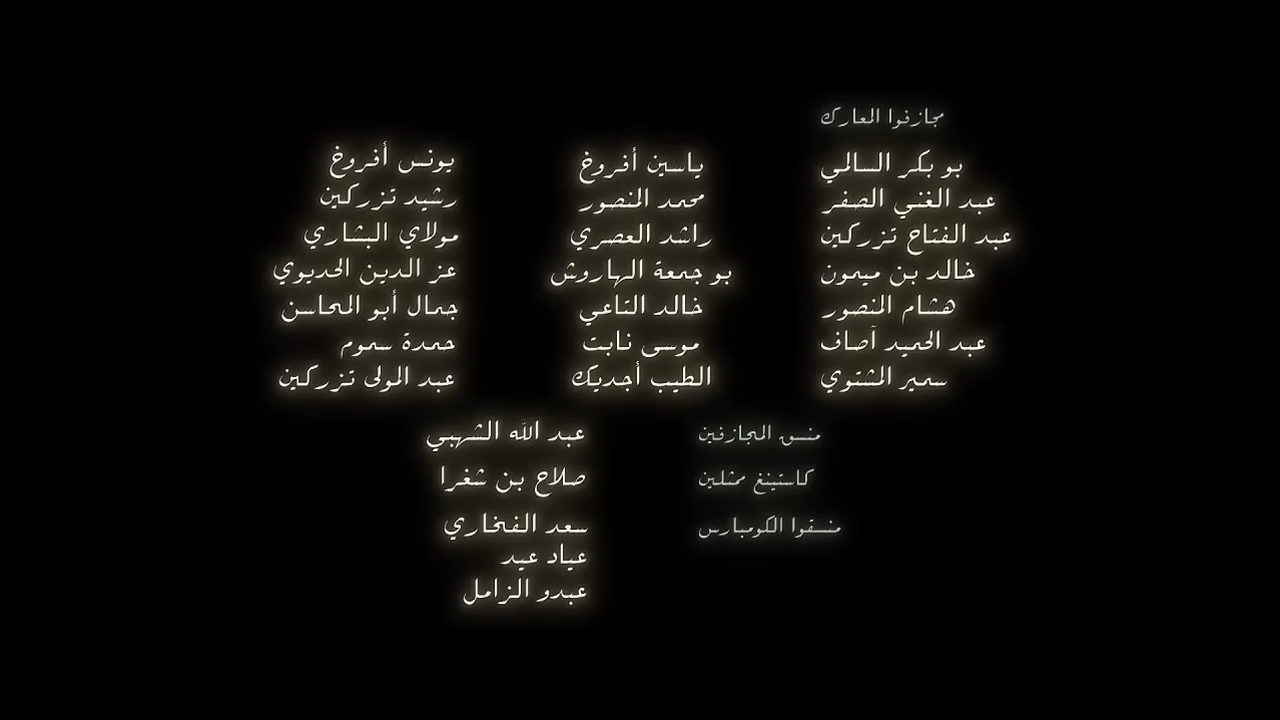 مجازفوا المعارك
بو بكر السالمي ياسين أفروخ يونس أفروخ
عبد الغني الصفر محمد المنصور رشيد تزركين
عبد الفتاح تزركين راشد العصري مولاي البشاري
خالد بن ميمون بو جمعة الهاروش عز الدين الحديوي
هشام المنصور خالد التاعي جمال أبو المحاسن
عبد الحميد آصاف موسى نابت حمدة سموم
سمير المشتوي الطيب أجديك عبد المولى تزركين
منسق المجازفين عبد الله الشهبي
كاستينغ ممثلين صلاح بن شغرا
منسقوا الكومبارس سعد الفخاري
عياد عيد
عبدو الزامل